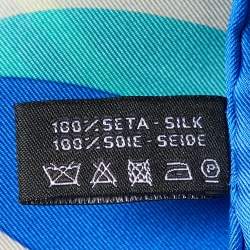 100% SETA - SILK
100% SOIE - SEIDE
P